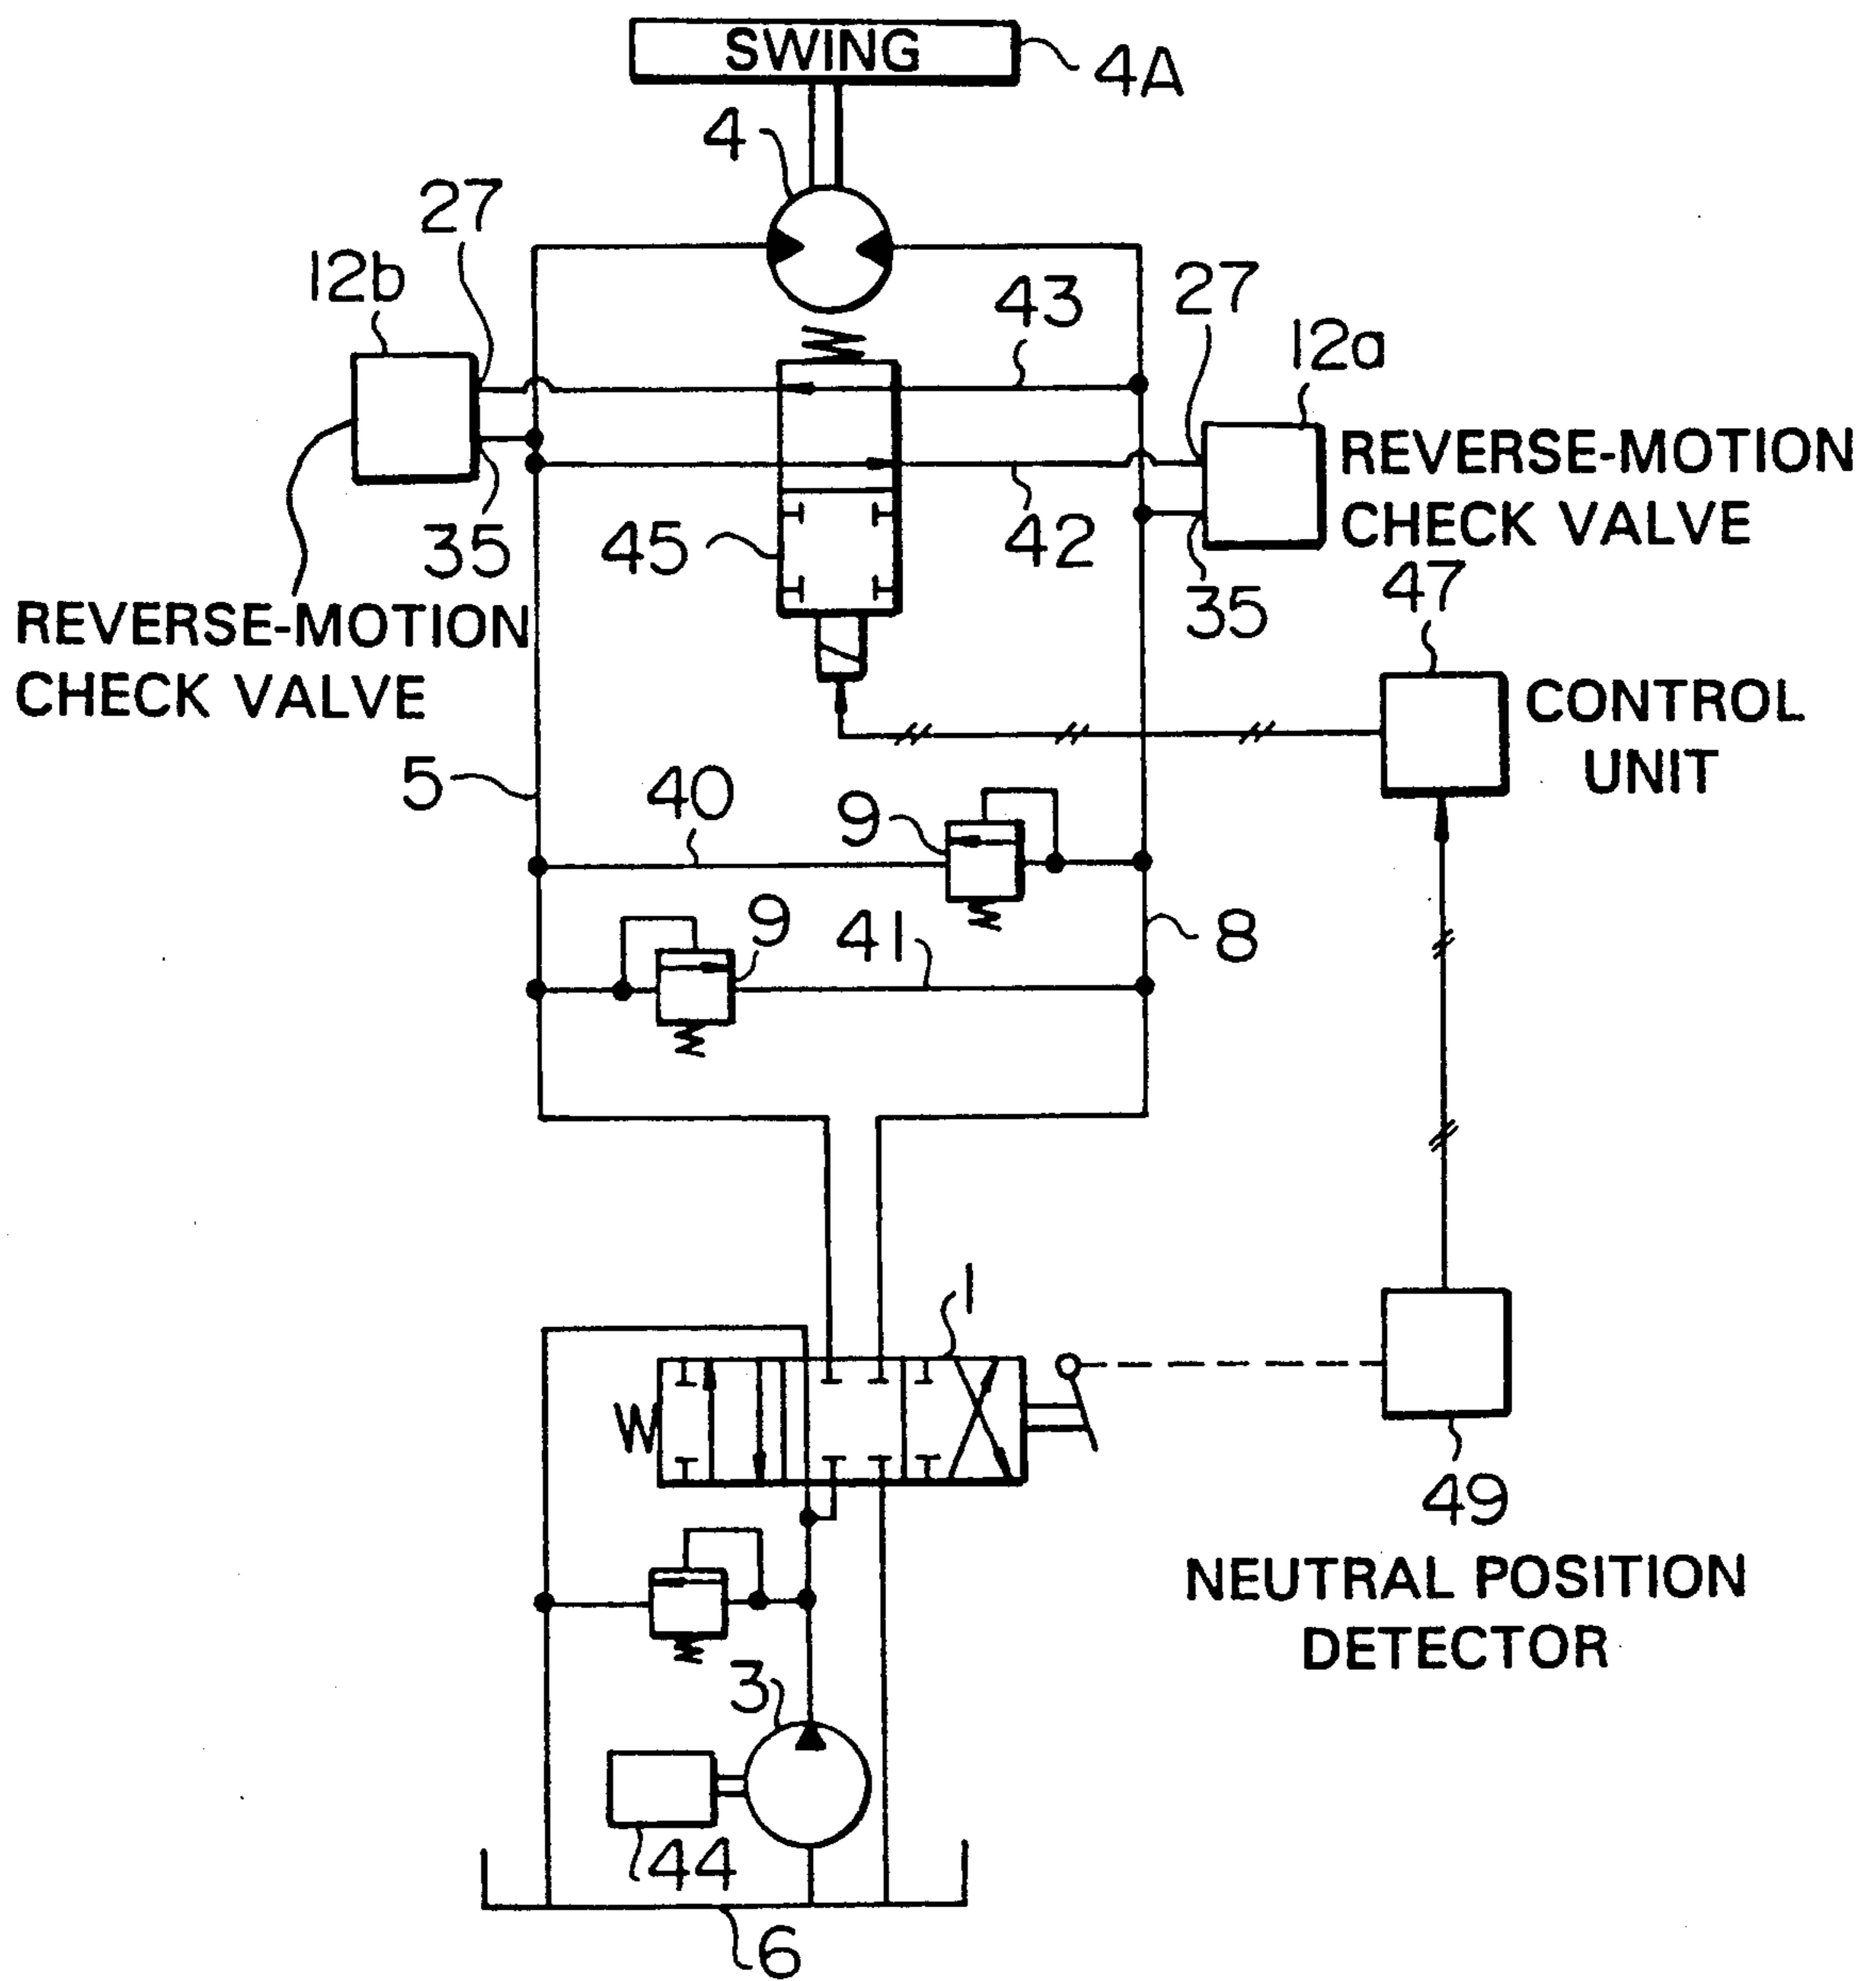 SWING
4A
4
27
12b
43
27
12a
REVERSE-MOTION
CHECK VALVE
35
45
42
35
47
REVERSE-MOTION
CHECK VALVE
CONTROL
UNIT
5
40
9
9
41
8
1
49
NEUTRAL POSITION
DETECTOR
3
44
6